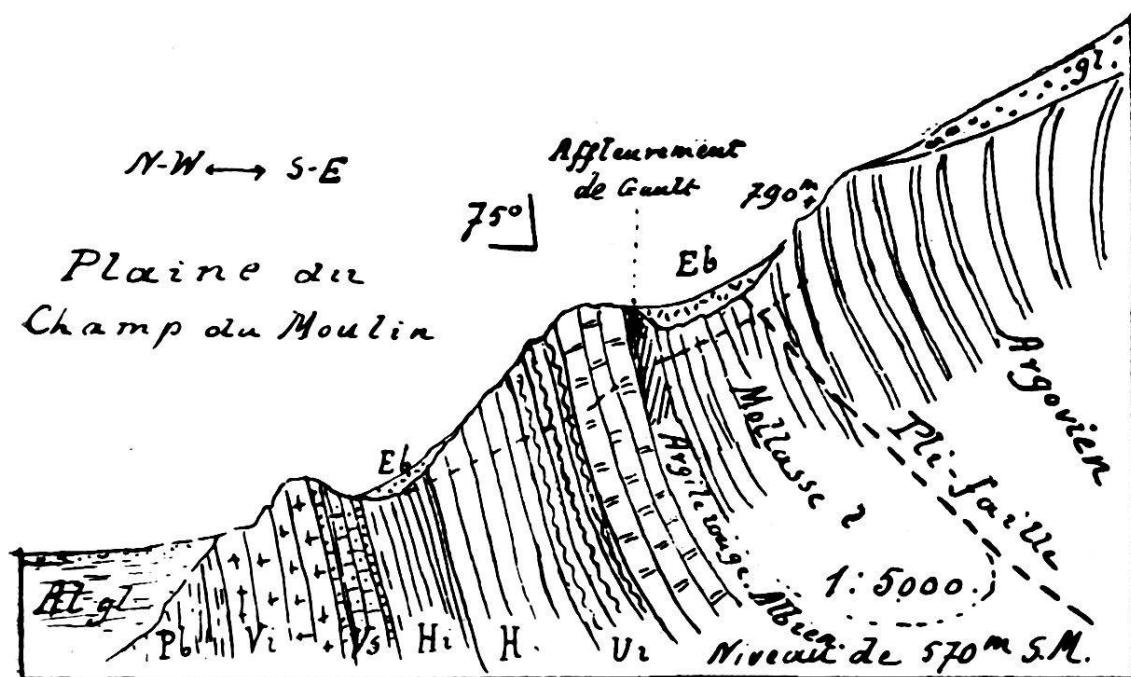 gl.
N-W ⟷ S-E
Affleurement
de Gault
75°
790m
Eb
Plaine du
Champ du Moulin
Eb
Argovien
Pli-faille
Mollasse ?
Argile rouge.
Albien.
1:5000.
Al-gl.
Pb
Vi
Vs
Hi
H.
Niveau de 570m S.M.